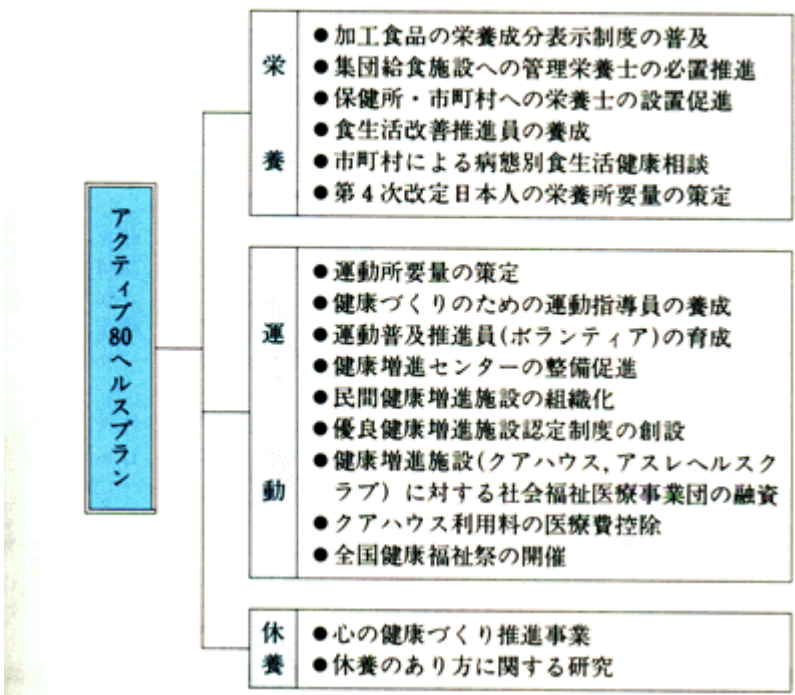 アクティブ80ヘルスプラン
栄養
●加工食品の栄養成分表示制度の普及
●集団給食施設への管理栄養士の必置推進
●保健所・市町村への栄養士の設置促進
●食生活改善推進員の養成
●市町村による病態別食生活健康相談
●第4次改定日本人の栄養所要量の策定
運動
●運動所要量の策定
●健康づくりのための運動指導員の養成
●運動普及推進員(ボランティア)の育成
●健康増進センターの整備促進
●民間健康増進施設の組織化
●優良健康増進施設認定制度の創設
●健康増進施設(クアハウス,アスレヘルスク
ラブ)に対する社会福祉医療事業団の融資
●クアハウス利用料の医療費控除
●全国健康福祉祭の開催
休養
●心の健康づくり推進事業
●休養のあり方に関する研究